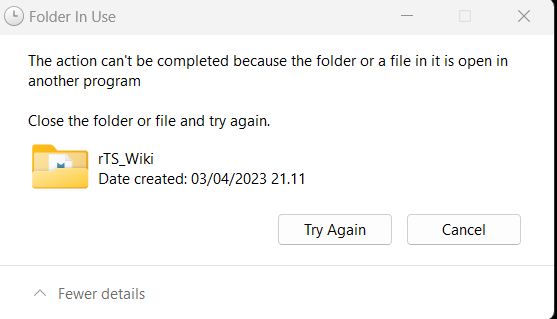 Folder In Use
The action can't be completed because the folder or a file in it is open in
another program
Close the folder or file and try again.
rTS_Wiki
Date created: 03/04/2023 21.11
Try Again
Cancel
Fewer details